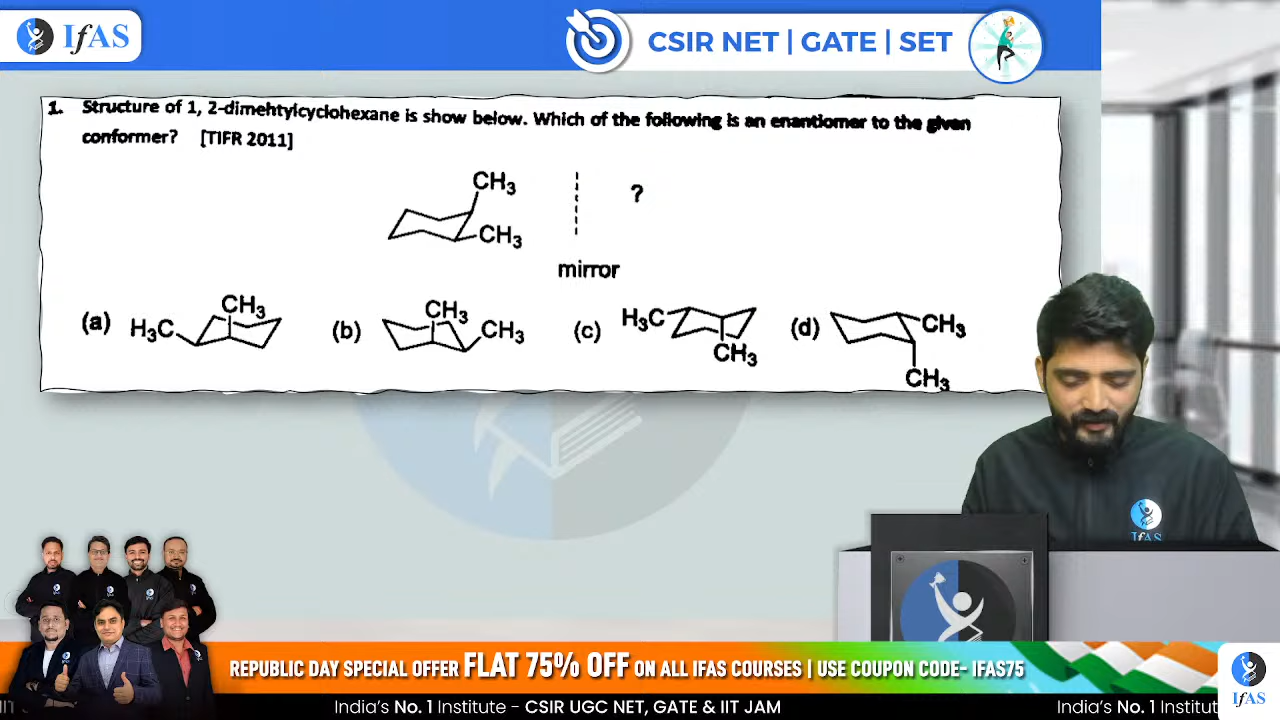 IfAS
CSIR NET | GATE | SET
1. Structure of 1, 2-dimehtylcyclohexane is show below. Which of the following is an enantiomer to the given
conformer? [TIFR 2011]
CH3
CH3
?
mirror
(a) H3C CH3
(b) CH3 CH3
(c) H3C CH3
(d) CH3 CH3
IfAS
REPUBLIC DAY SPECIAL OFFER FLAT 75% OFF ON ALL IFAS COURSES | USE COUPON CODE- IFAS75
IfAS
IIT J India's No. 1 Institute - CSIR UGC NET, GATE & IIT JAM India's No. 1 Institut